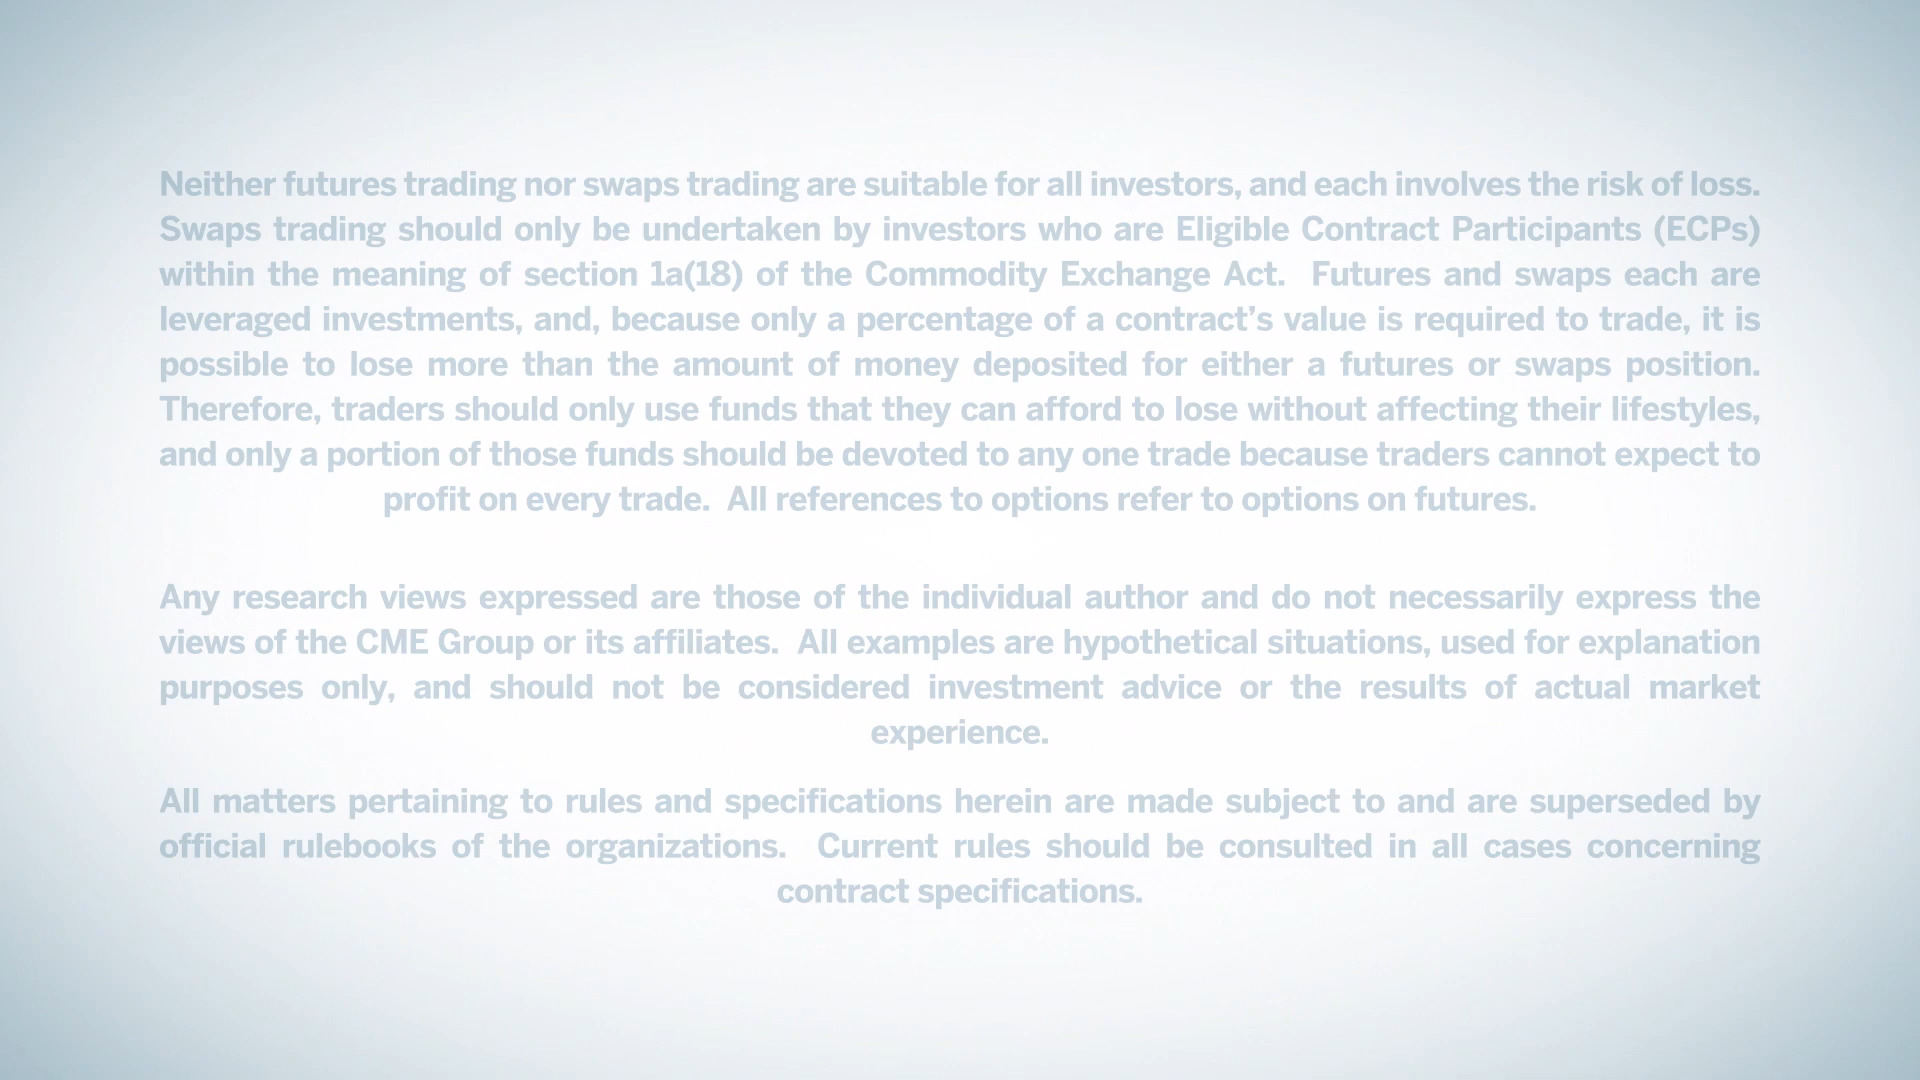 Neither futures trading nor swaps trading are suitable for all investors, and each involves the risk of loss.
Swaps trading should only be undertaken by investors who are Eligible Contract Participants (ECPs)
within the meaning of section 1a(18) of the Commodity Exchange Act.  Futures and swaps each are
leveraged investments, and, because only a percentage of a contract’s value is required to trade, it is
possible to lose more than the amount of money deposited for either a futures or swaps position.
Therefore, traders should only use funds that they can afford to lose without affecting their lifestyles,
and only a portion of those funds should be devoted to any one trade because traders cannot expect to
profit on every trade.  All references to options refer to options on futures.
Any research views expressed are those of the individual author and do not necessarily express the
views of the CME Group or its affiliates.  All examples are hypothetical situations, used for explanation
purposes only, and should not be considered investment advice or the results of actual market
experience.
All matters pertaining to rules and specifications herein are made subject to and are superseded by
official rulebooks of the organizations.  Current rules should be consulted in all cases concerning
contract specifications.